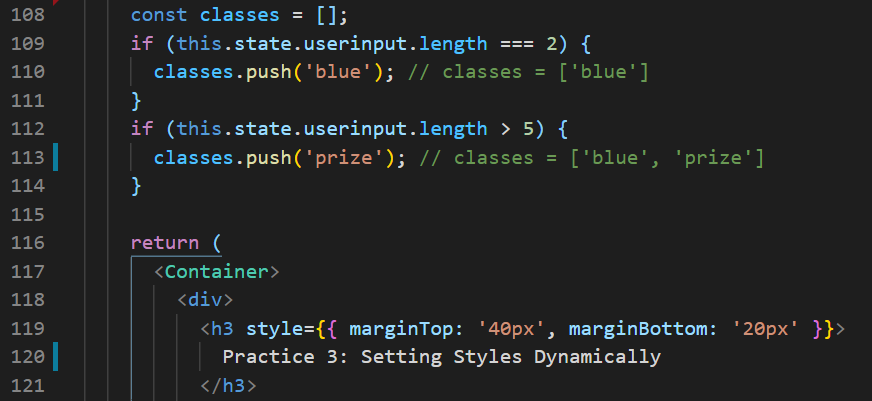 108 const classes = [];
109 if (this.state.userinput.length === 2) {
110 classes.push('blue'); // classes = ['blue']
111 }
112 if (this.state.userinput.length > 5) {
113 classes.push('prize'); // classes = ['blue', 'prize']
114 }
115
116 return (
117 <Container>
118 <div>
119 <h3 style={{ marginTop: '40px', marginBottom: '20px' }}>
120 Practice 3: Setting Styles Dynamically
121 </h3>